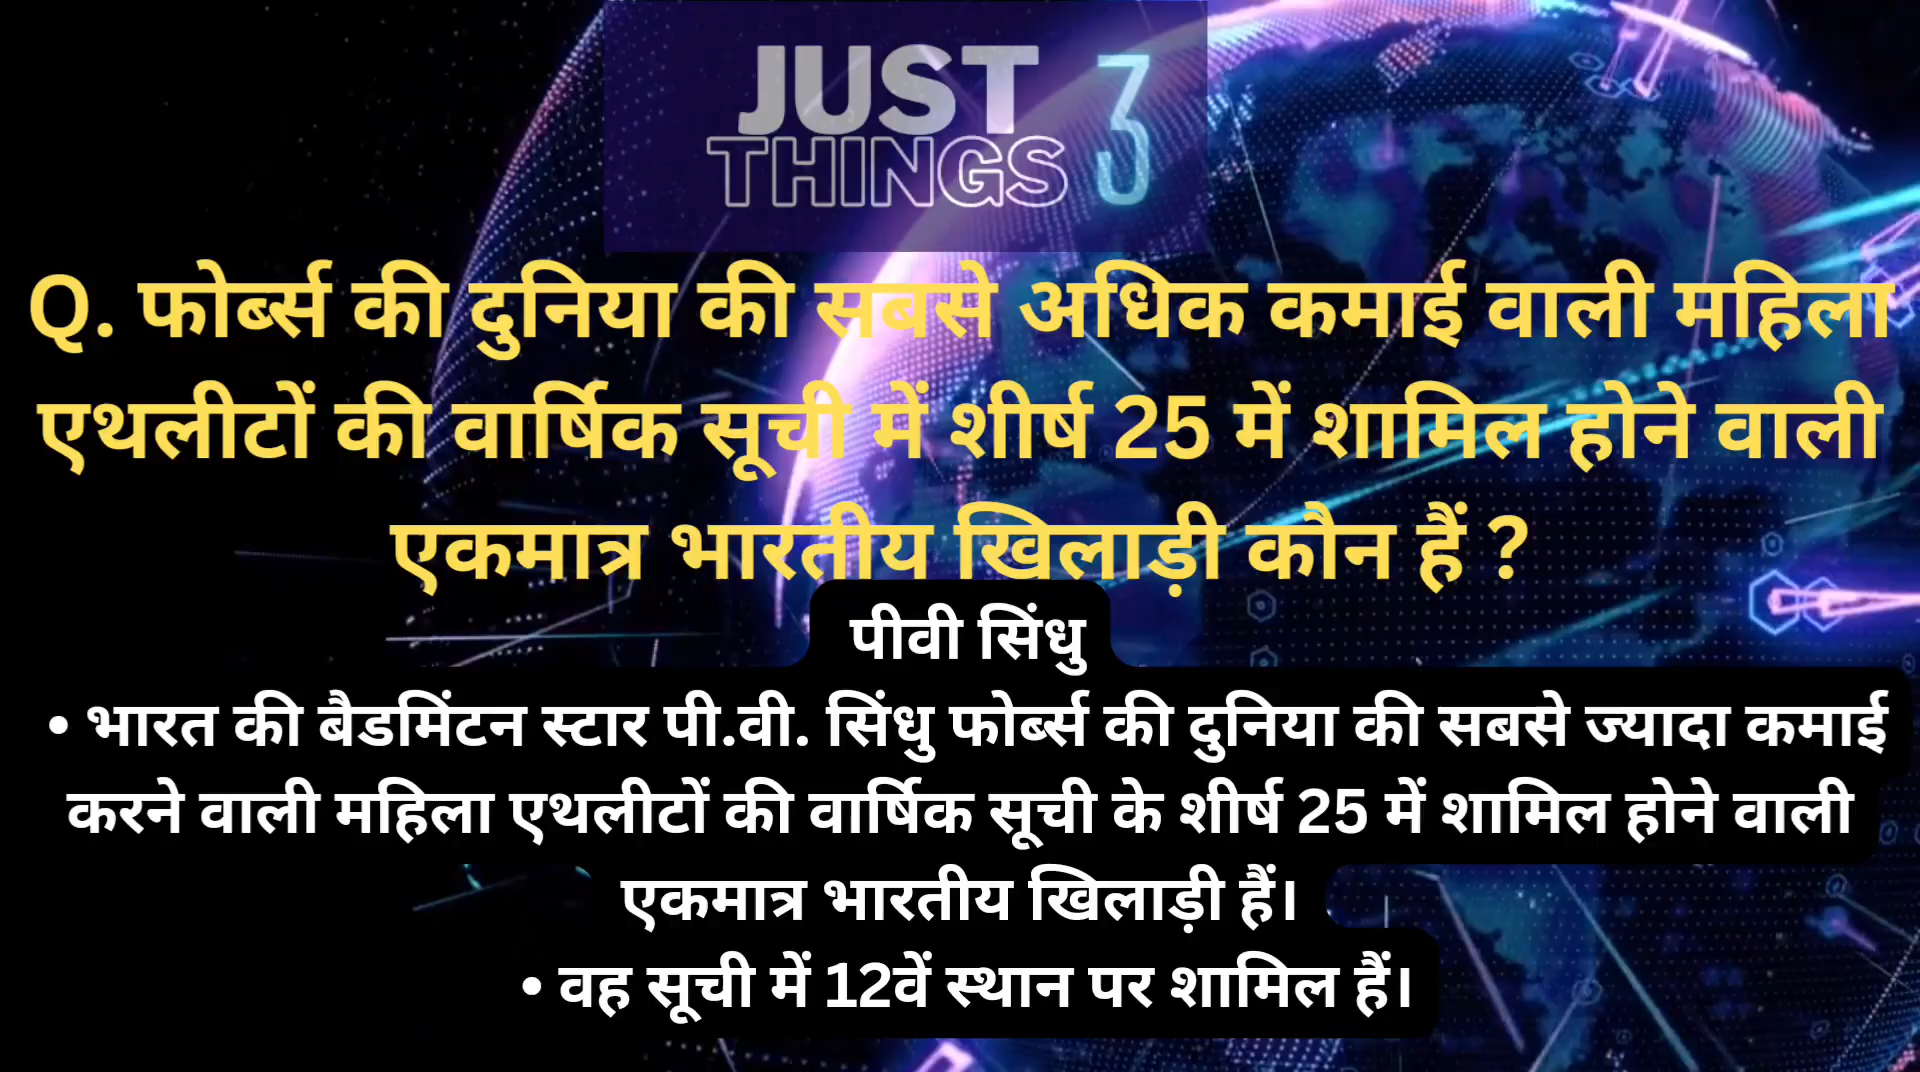 JUST
THINGS 3
Q. फोर्ब्स की दुनिया की सबसे अधिक कमाई वाली महिला
एथलीटों की वार्षिक सूची में शीर्ष 25 में शामिल होने वाली
एकमात्र भारतीय खिलाड़ी कौन हैं ?
पीवी सिंधु
• भारत की बैडमिंटन स्टार पी.वी. सिंधु फोर्ब्स की दुनिया की सबसे ज्यादा कमाई
करने वाली महिला एथलीटों की वार्षिक सूची के शीर्ष 25 में शामिल होने वाली
एकमात्र भारतीय खिलाड़ी हैं।
• वह सूची में 12वें स्थान पर शामिल हैं।